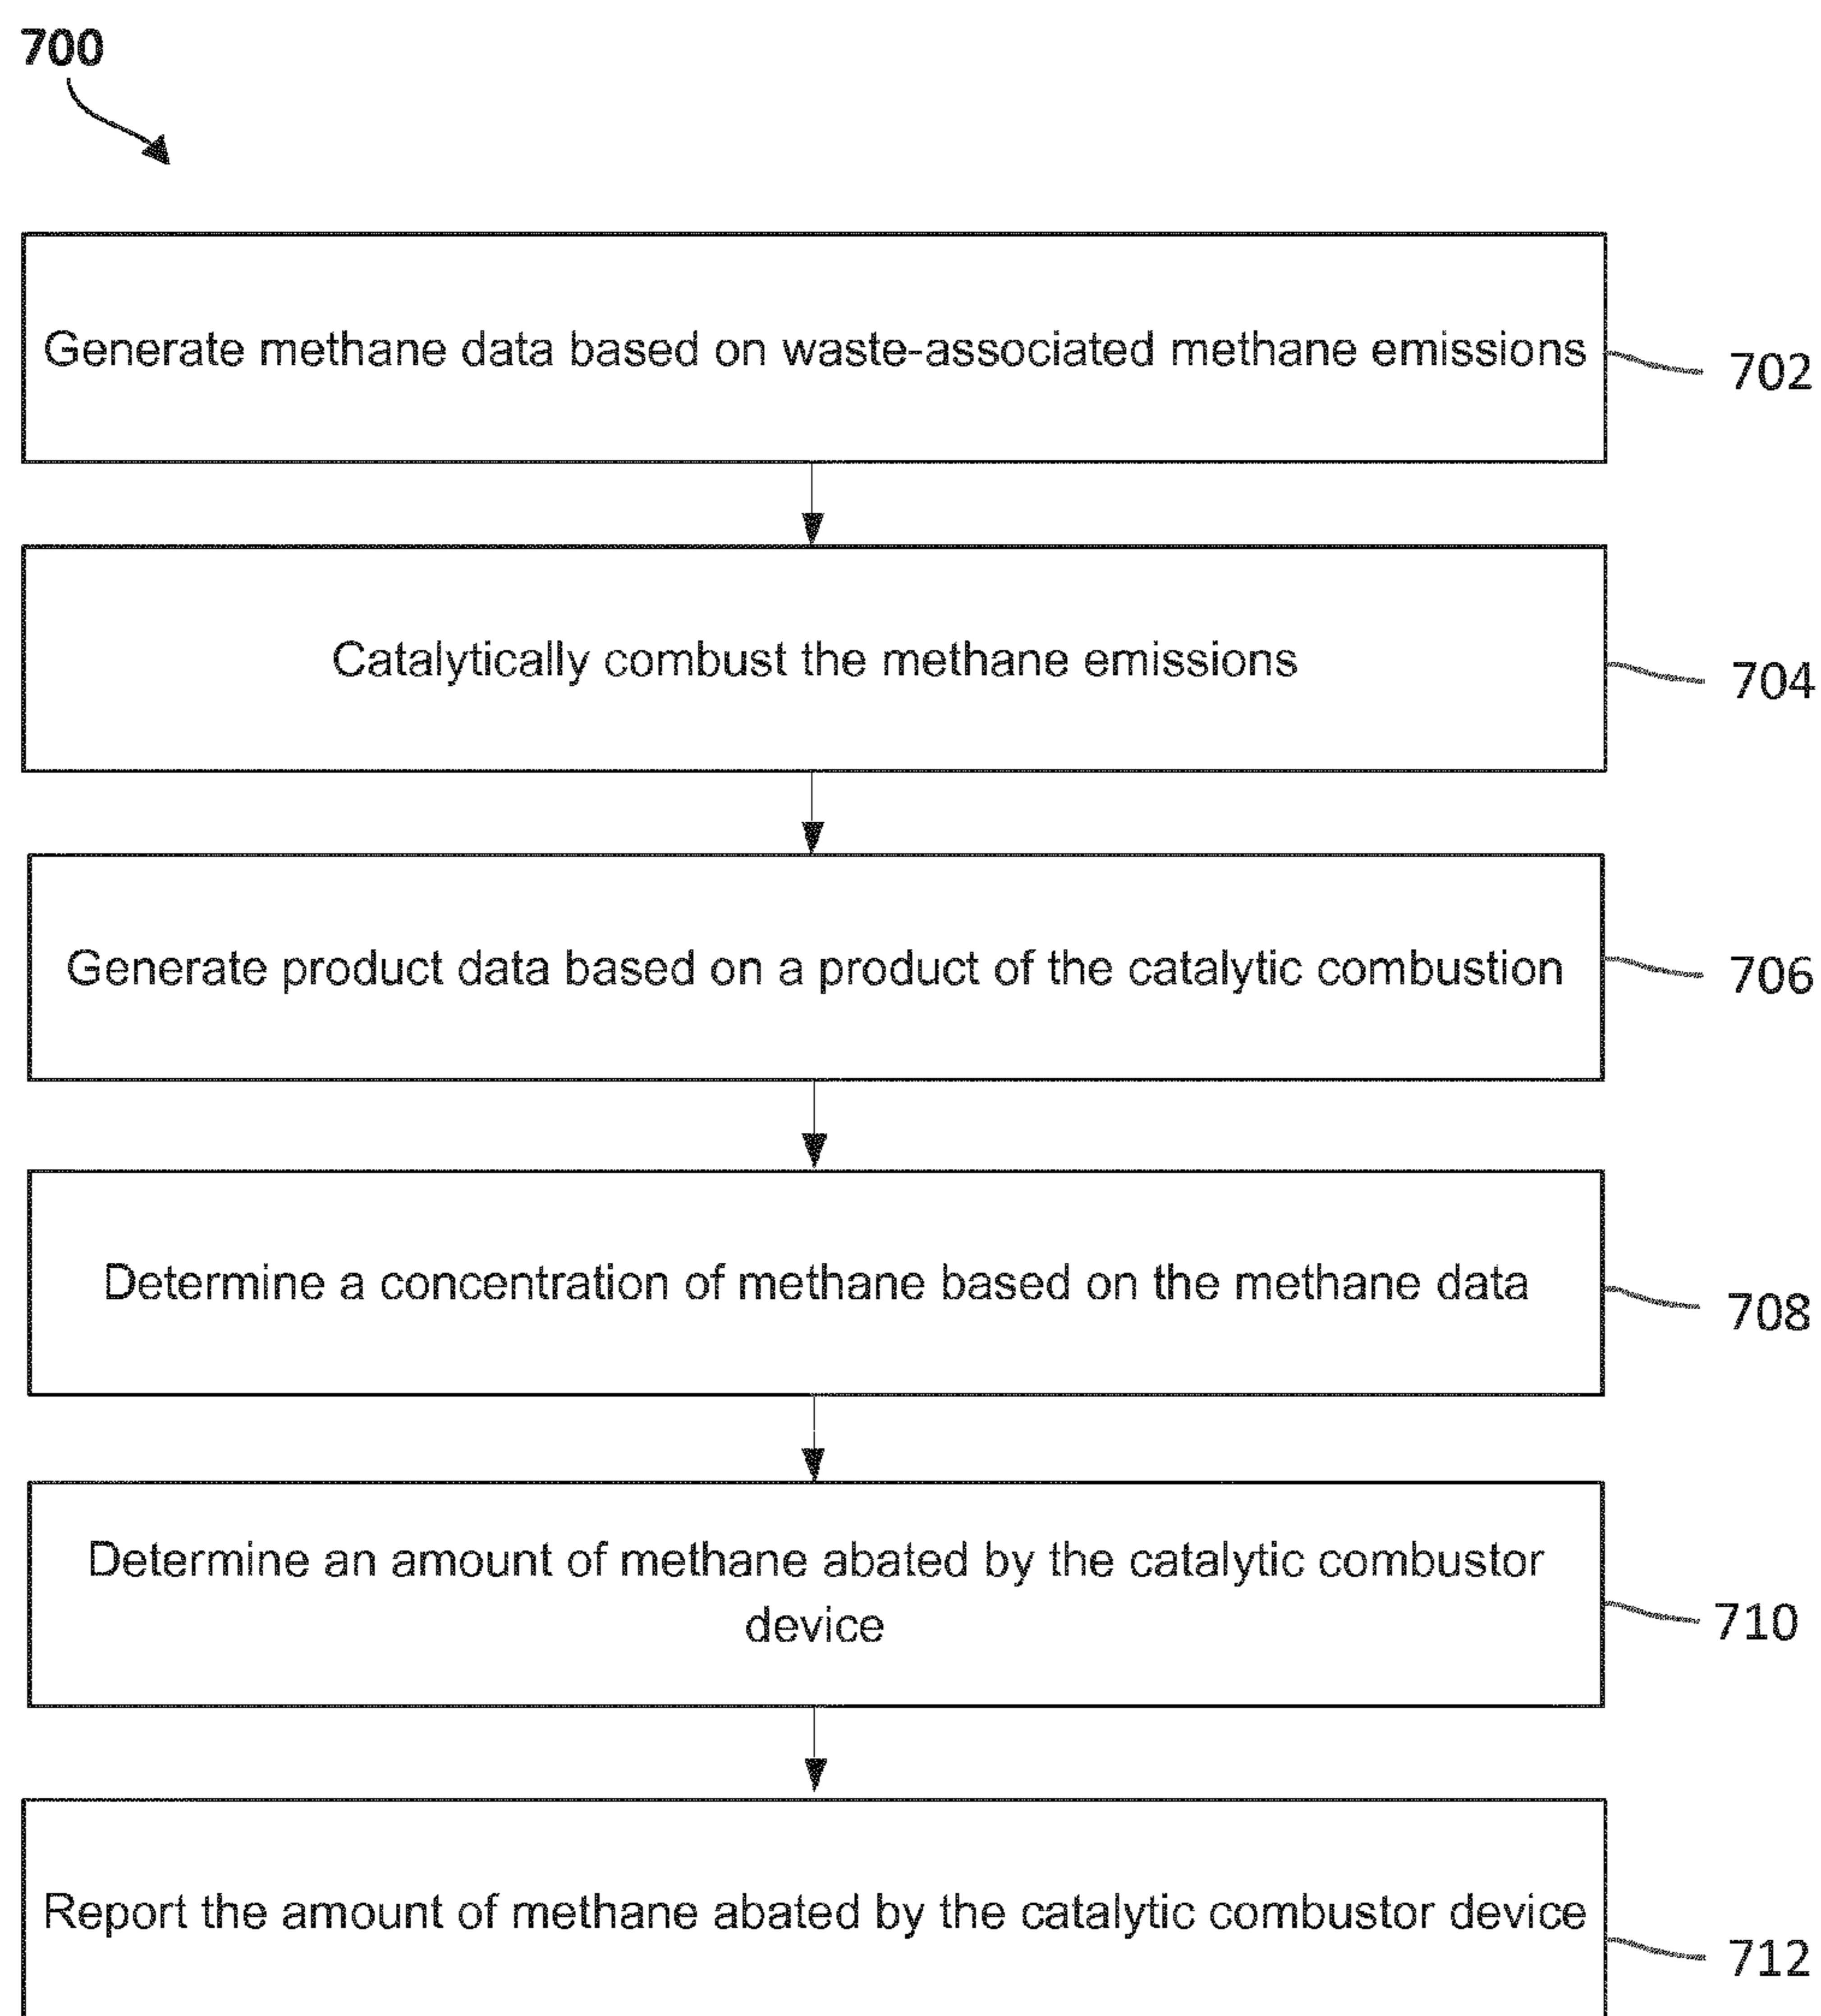 700
Generate methane data based on waste-associated methane emissions
702
Catalytically combust the methane emissions
704
Generate product data based on a product of the catalytic combustion
706
Determine a concentration of methane based on the methane data
708
Determine an amount of methane abated by the catalytic combustor
device
710
Report the amount of methane abated by the catalytic combustor device
712